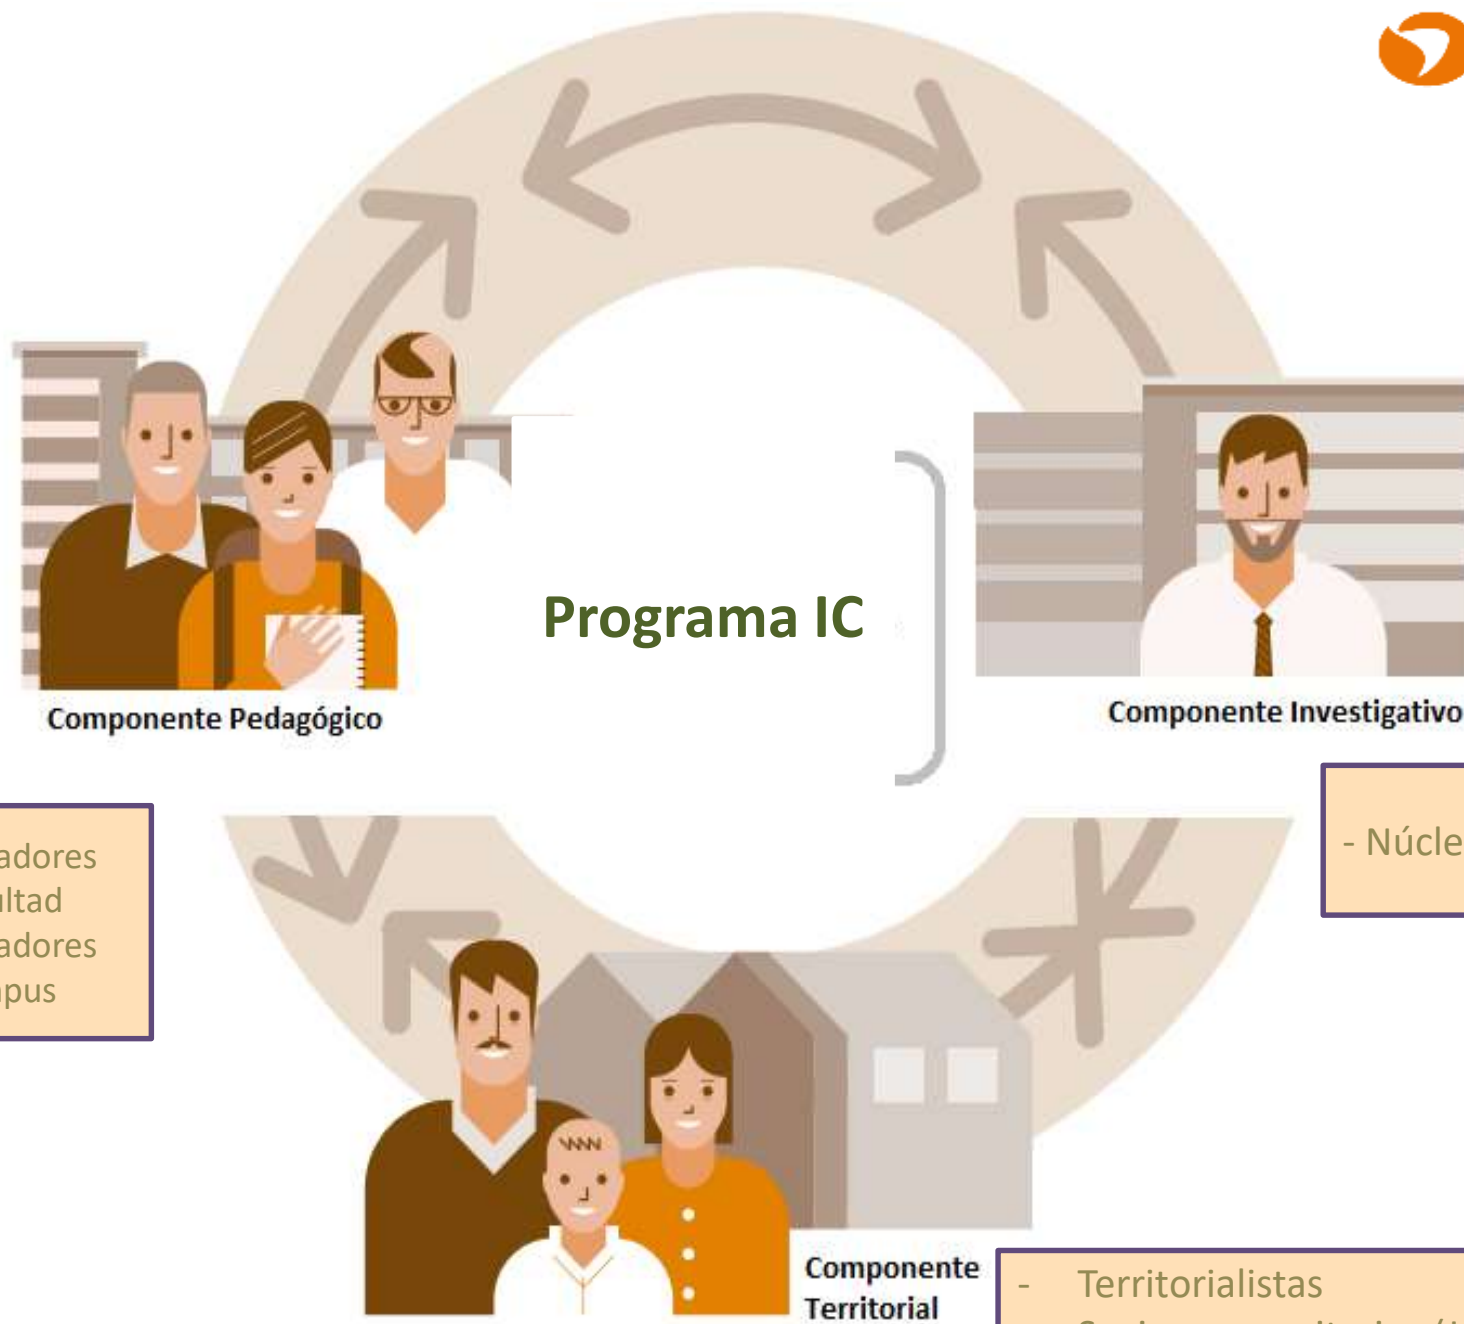 Programa IC
Componente Pedagógico
Componente Investigativo
adores
ltad
adores
pus
- Núcle
Componente
Territorial
- Territorialistas